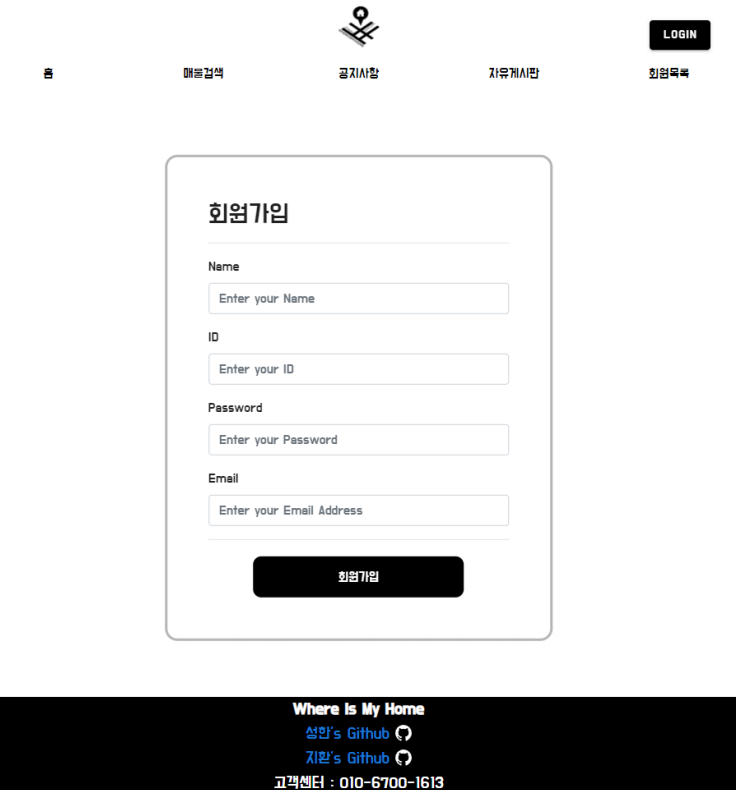 LOGIN
홈 매물검색 공지사항 자유게시판 회원목록
회원가입
Name
Enter your Name
ID
Enter your ID
Password
Enter your Password
Email
Enter your Email Address
회원가입
Where Is My Home
성한's Github
지환's Github
고객센터 : 010-6700-1613